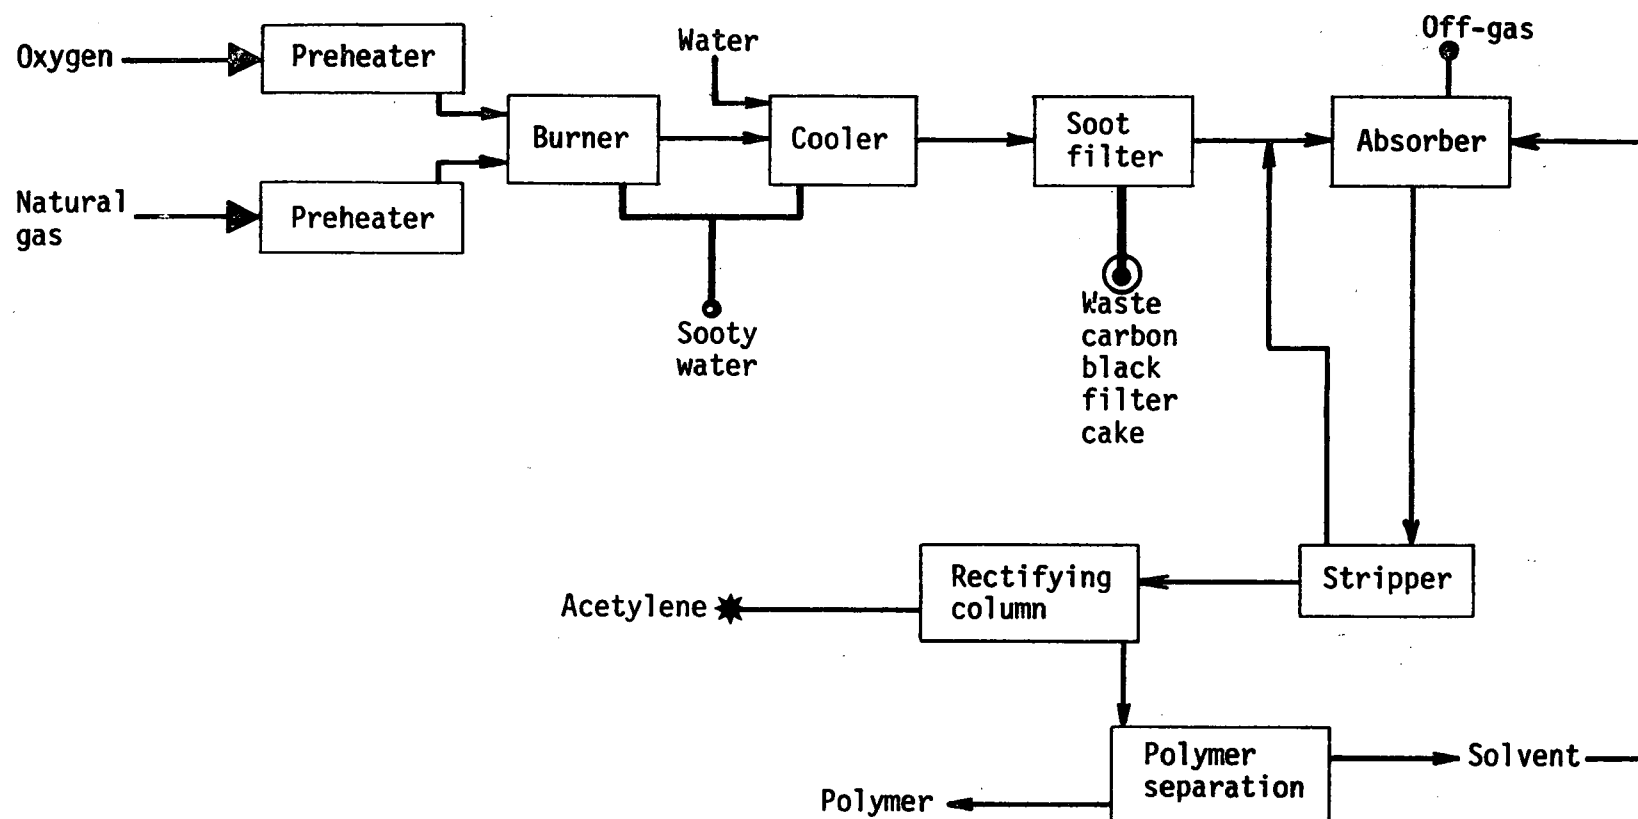 Oxygen
Preheater
Water
Off-gas
Burner
Cooler
Soot
filter
Absorber
Natural
gas
Preheater
Sooty
water
Waste
carbon
black
filter
cake
Rectifying
column
Stripper
Acetylene
Polymer
separation
Solvent
Polymer